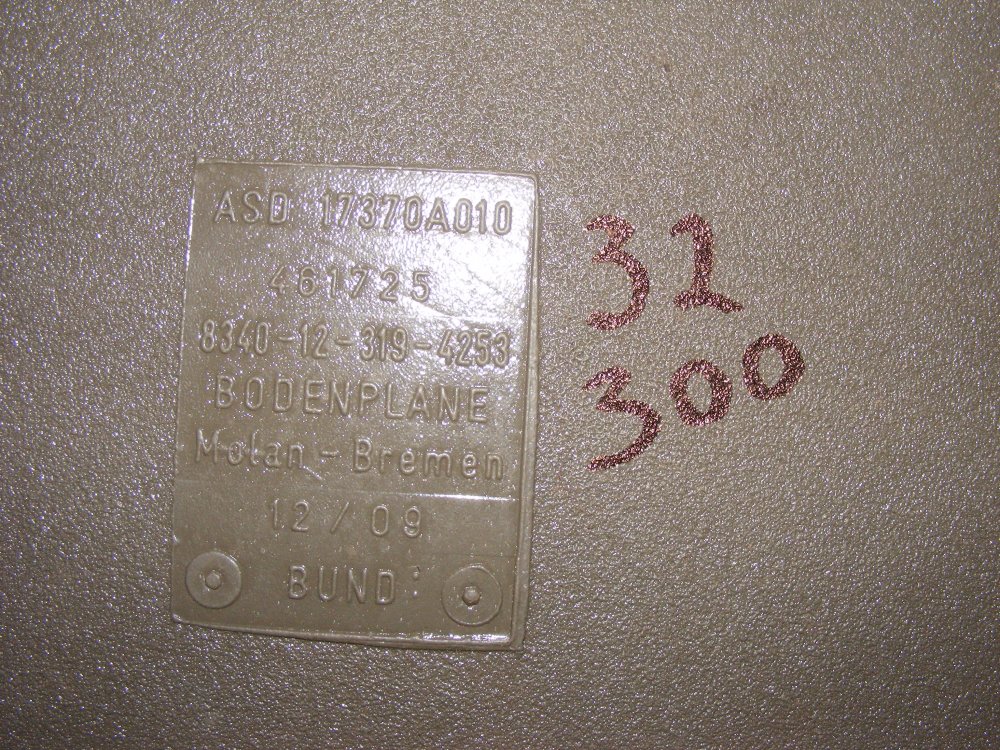 ASD 17370A010
461725
8340-12-319-4253
BODENPLANE
Molan-Bremen
12/09
BUND
32
300